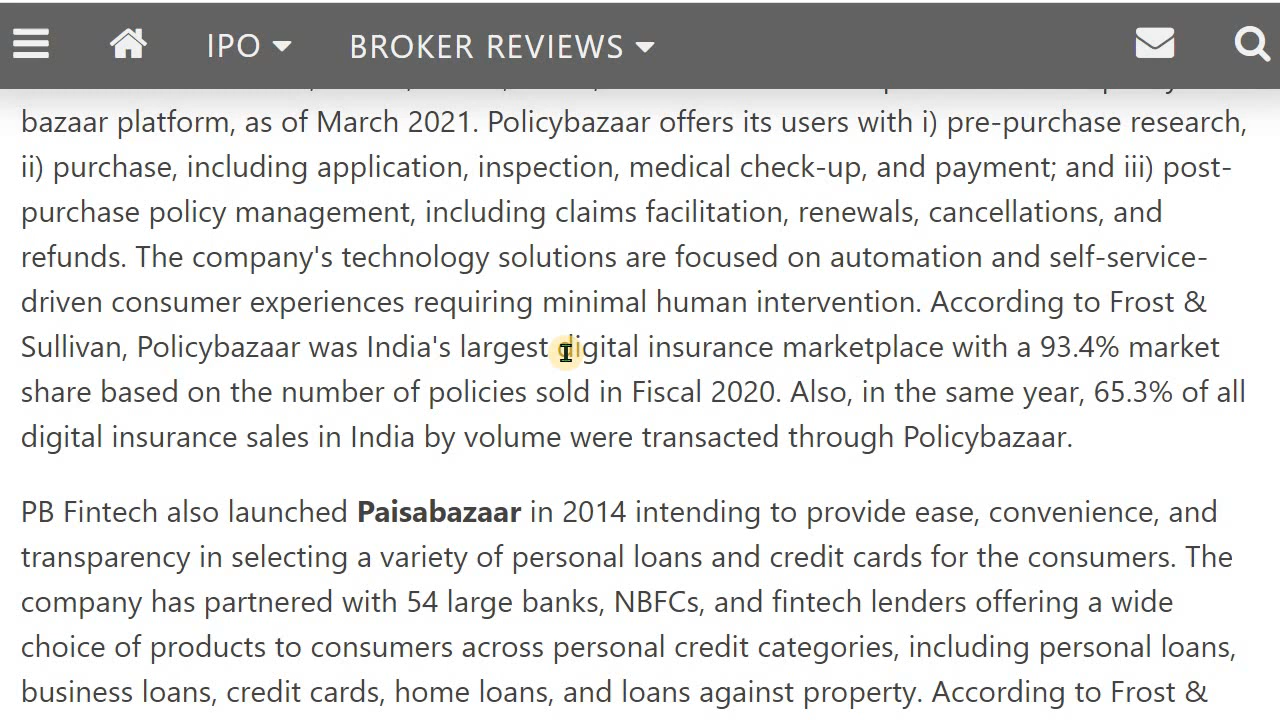 IPO
BROKER REVIEWS
bazaar platform, as of March 2021. Policybazaar offers its users with i) pre-purchase research,
ii) purchase, including application, inspection, medical check-up, and payment; and iii) post-
purchase policy management, including claims facilitation, renewals, cancellations, and
refunds. The company's technology solutions are focused on automation and self-service-
driven consumer experiences requiring minimal human intervention. According to Frost &
Sullivan, Policybazaar was India's largest digital insurance marketplace with a 93.4% market
share based on the number of policies sold in Fiscal 2020. Also, in the same year, 65.3% of all
digital insurance sales in India by volume were transacted through Policybazaar.
PB Fintech also launched Paisabazaar in 2014 intending to provide ease, convenience, and
transparency in selecting a variety of personal loans and credit cards for the consumers. The
company has partnered with 54 large banks, NBFCs, and fintech lenders offering a wide
choice of products to consumers across personal credit categories, including personal loans,
business loans, credit cards, home loans, and loans against property. According to Frost &